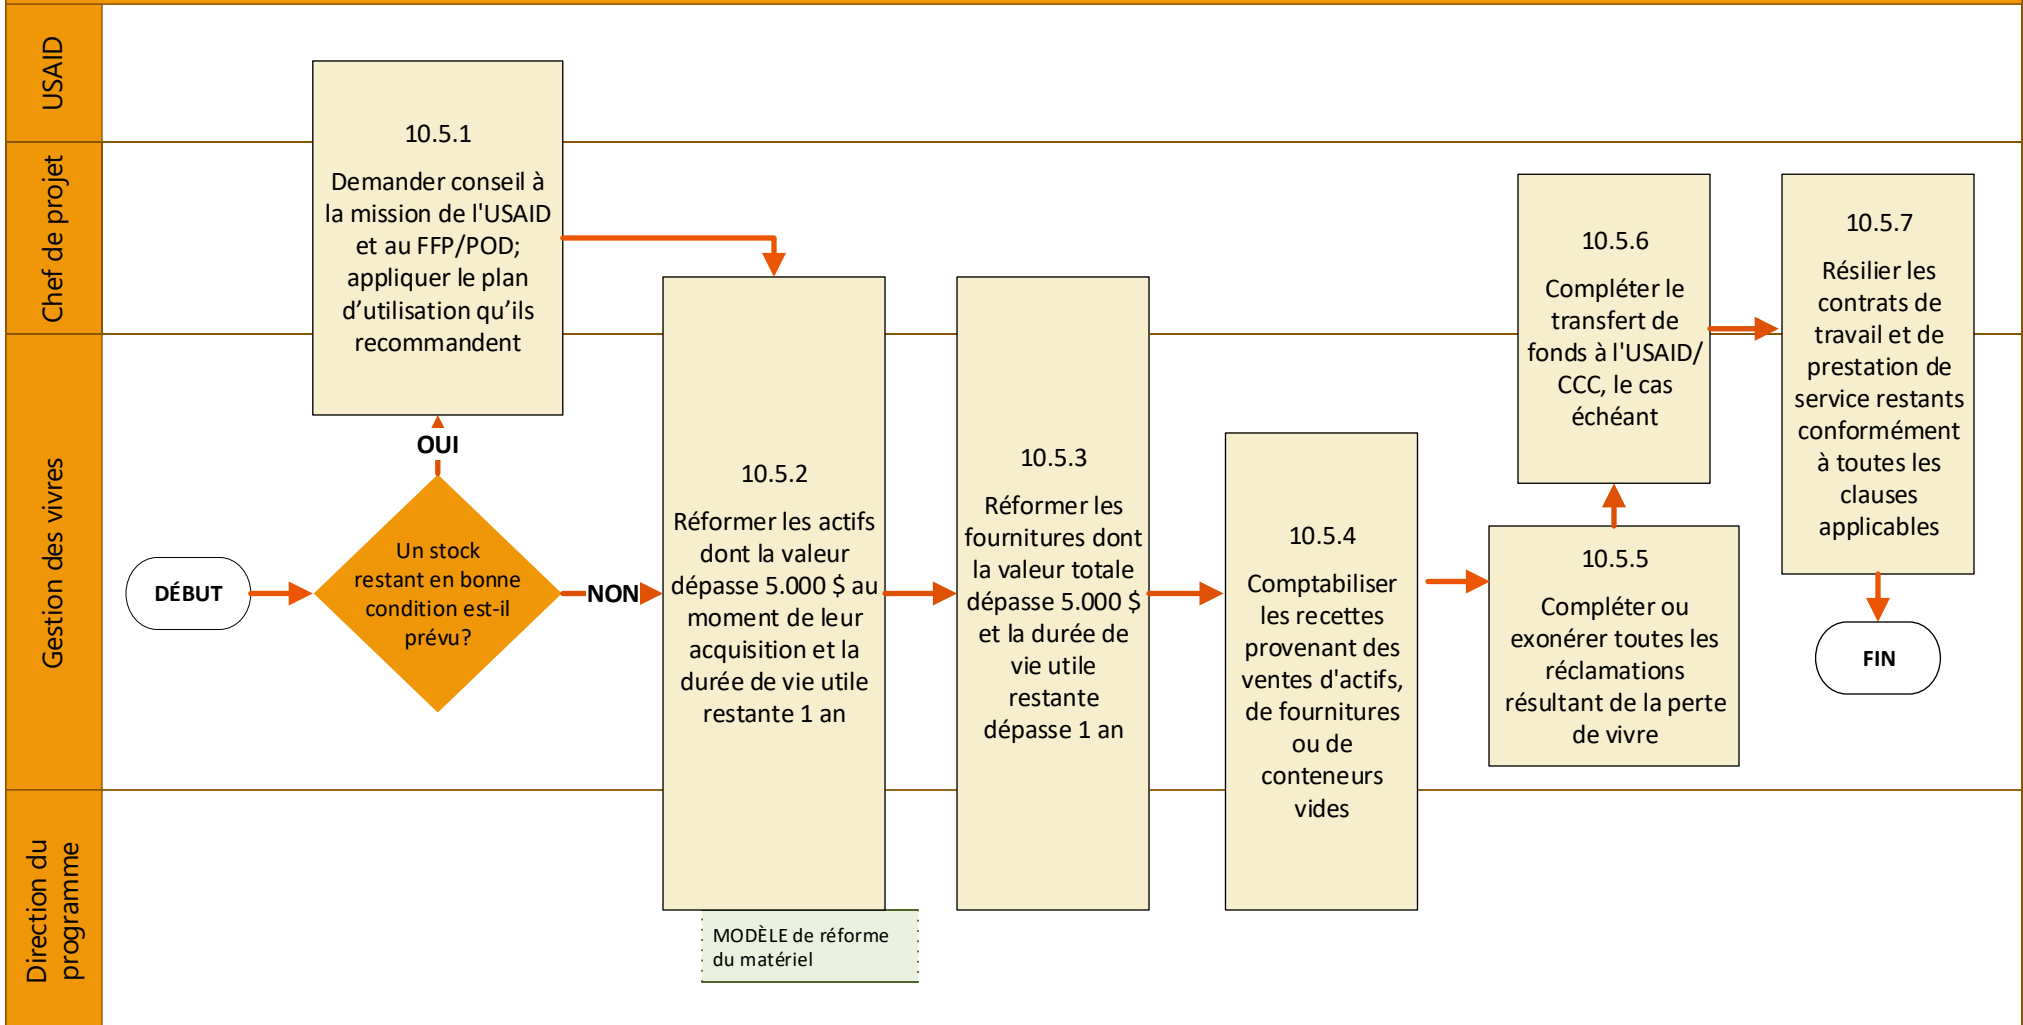 USAID
Chef de projet
Gestion des vivres
Direction du
programme
DÉBUT
Un stock
restant en bonne
condition est-il
prévu?
OUI
NON
10.5.1
Demander conseil à
la mission de l'USAID
et au FFP/POD;
appliquer le plan
d’utilisation qu’ils
recommandent
10.5.2
Réformer les actifs
dont la valeur
dépasse 5.000 $ au
moment de leur
acquisition et la
durée de vie utile
restante 1 an
MODÈLE de réforme
du matériel
10.5.3
Réformer les
fournitures dont
la valeur totale
dépasse 5.000 $
et la durée de
vie utile
restante
dépasse 1 an
10.5.4
Comptabiliser
les recettes
provenant des
ventes d'actifs,
de fournitures
ou de
conteneurs
vides
10.5.5
Compléter ou
exonérer toutes les
réclamations
résultant de la perte
de vivre
10.5.6
Compléter le
transfert de
fonds à l'USAID/
CCC, le cas
échéant
10.5.7
Résilier les
contrats de
travail et de
prestation de
service restants
conformément
à toutes les
clauses
applicables
FIN